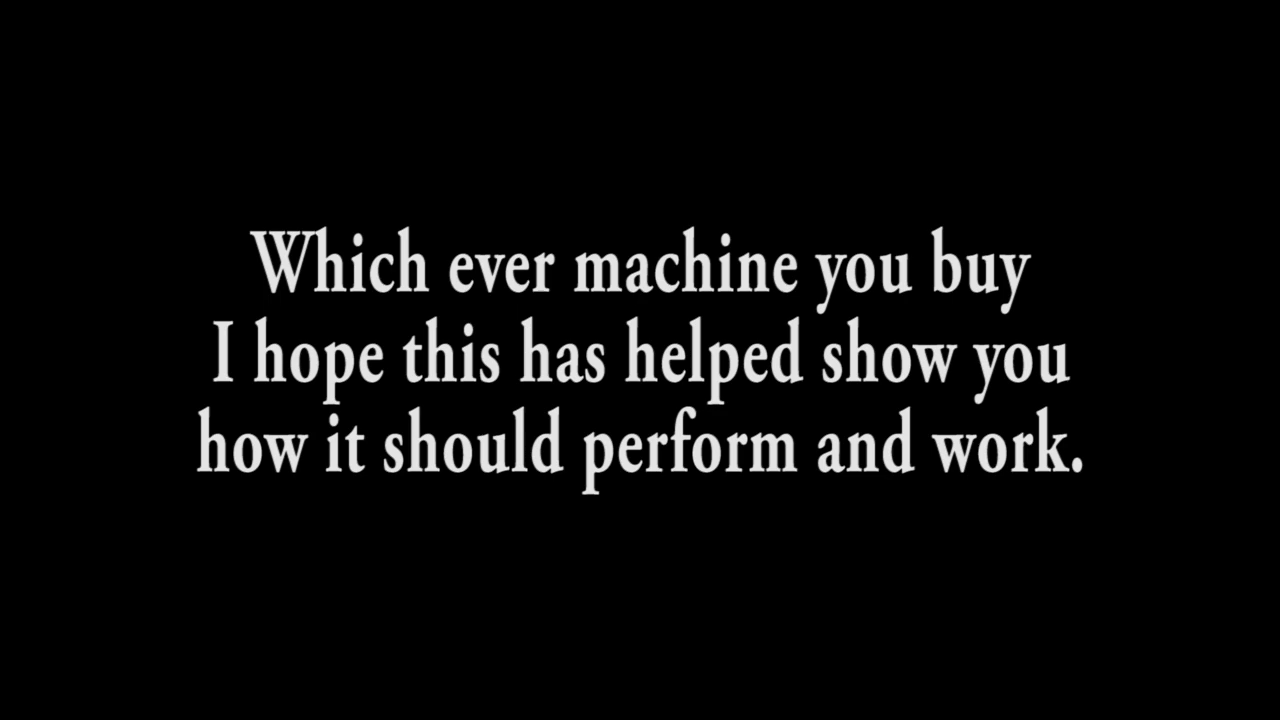 Which ever machine you buy
I hope this has helped show you
how it should perform and work.